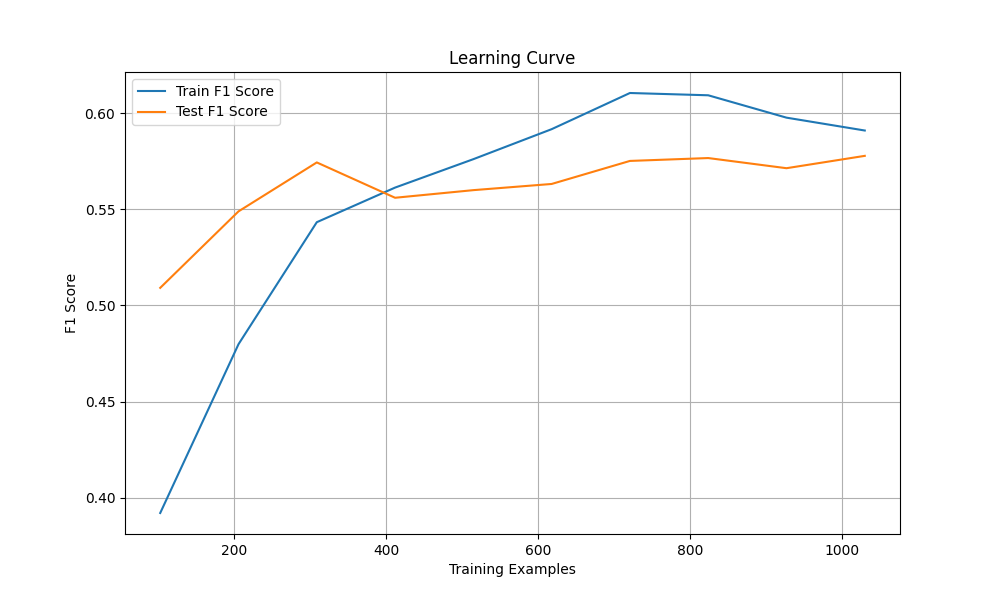 Learning Curve
Train F1 Score
Test F1 Score
F1 Score
0.60
0.55
0.50
0.45
0.40
200 400 600 800 1000
Training Examples